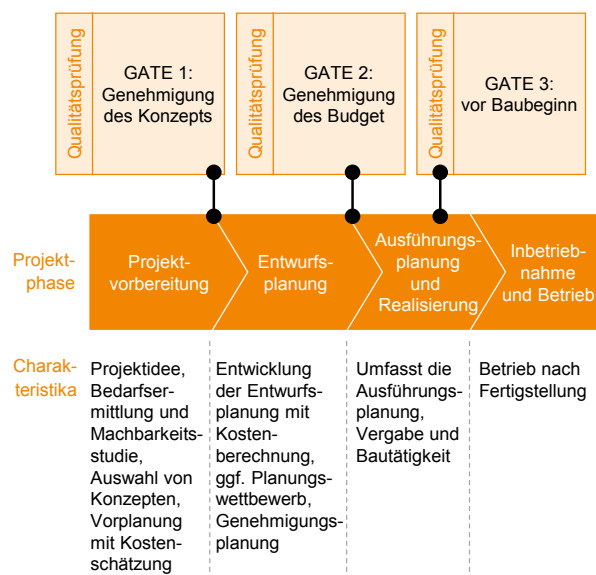 Qualitätsprüfung
GATE 1:
Genehmigung
des Konzepts
Qualitätsprüfung
GATE 2:
Genehmigung
des Budget
Qualitätsprüfung
GATE 3:
vor Baubeginn
Projekt-
phase
Projekt-
vorbereitung
Entwurfs-
planung
Ausführungs-
planung
und
Realisierung
Inbetrieb-
nahme
und Betrieb
Charak-
teristika
Projektidee,
Bedarfser-
mittlung und
Machbarkeits-
studie,
Auswahl von
Konzepten,
Vorplanung
mit Kosten-
schätzung
Entwicklung
der Entwurfs-
planung mit
Kosten-
berechnung,
ggf. Planungs-
wettbewerb,
Genehmigungs-
planung
Umfasst die
Ausführungs-
planung,
Vergabe und
Bautätigkeit
Betrieb nach
Fertigstellung